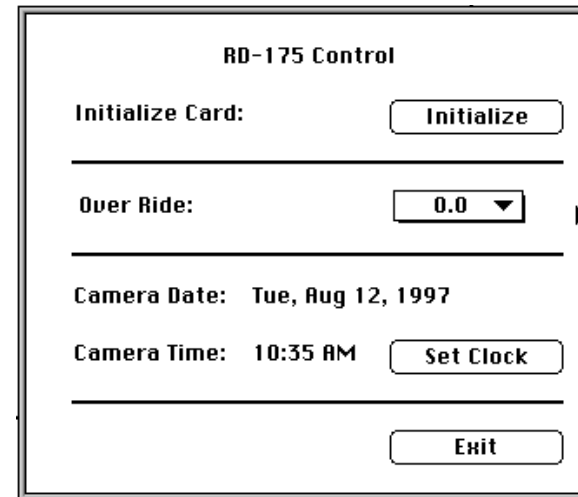 RD-175 Control
Initialize Card: Initialize
Over Ride: 0.0
Camera Date: Tue, Aug 12, 1997
Camera Time: 10:35 AM Set Clock
Exit